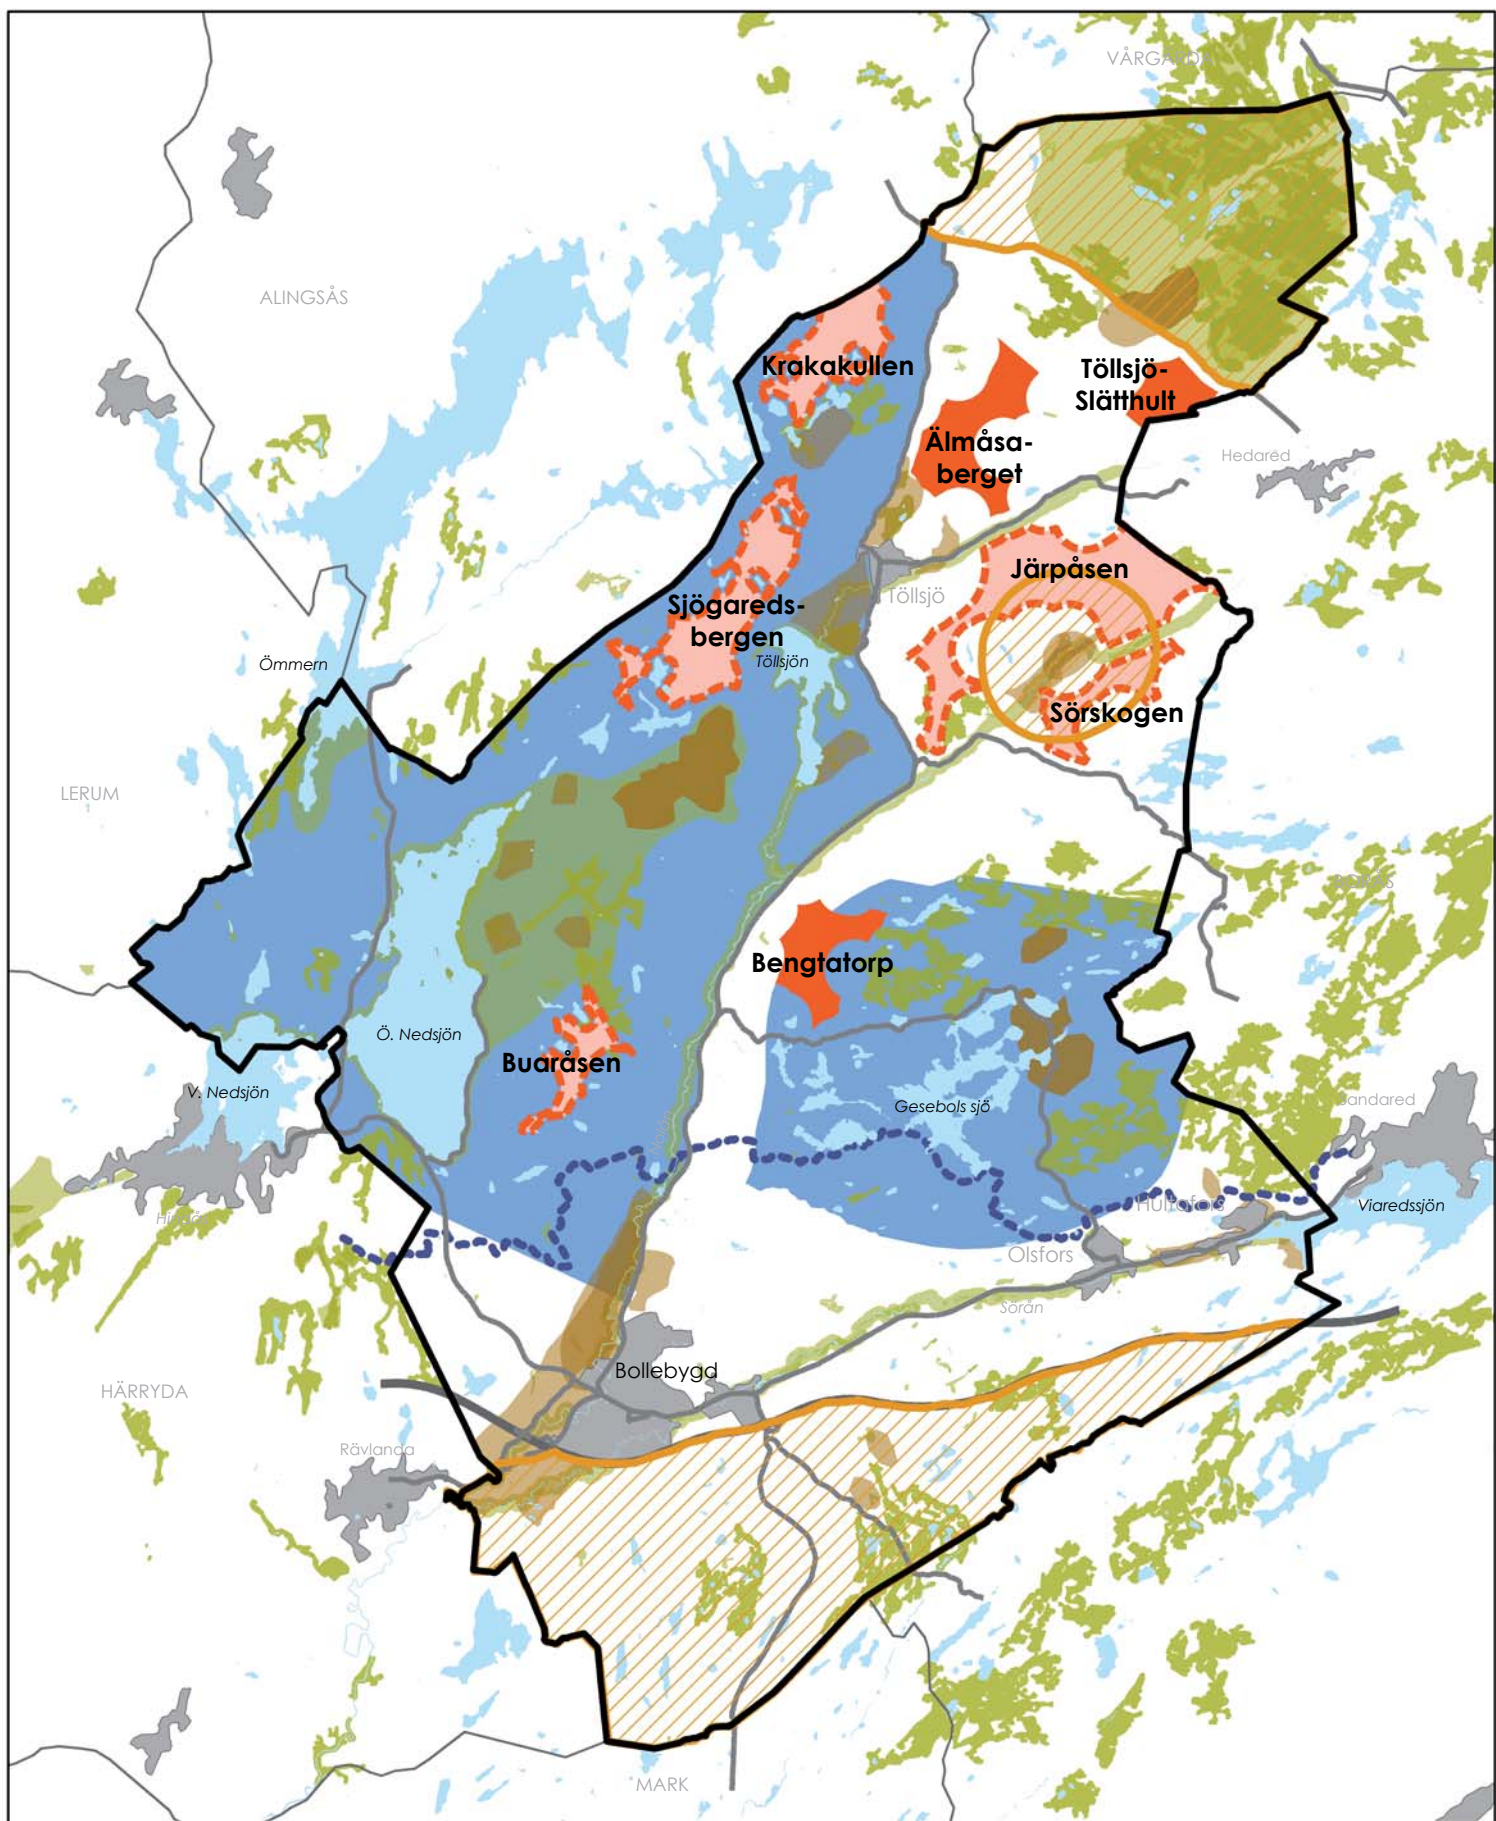 VÅRGÅRDA
ALINGSÅS
Krakakullen
Töllsjö-
Slätthult
Älmåsa-
berget
Hedared
Järpåsen
Töllsjö
Sjögareds-
bergen
Töllsjön
Ömmern
Sörskogen
LERUM
Bengtatorp
Ö. Nedsjön
Buaråsen
V. Nedsjön
Gesebols sjö
Sandared
Hultafors
Viaredssjön
Olsfors
Sörån
Bollebygd
HÄRRYDA
Rävlanda
MARK